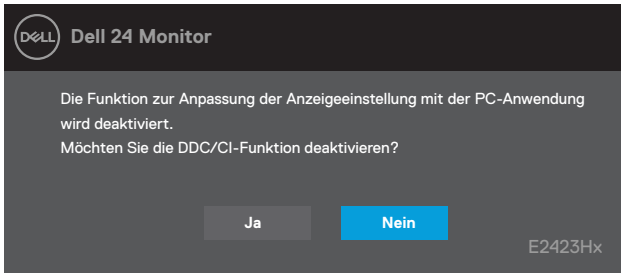 DELL
Dell 24 Monitor
Die Funktion zur Anpassung der Anzeigeeinstellung mit der PC-Anwendung
wird deaktiviert.
Möchten Sie die DDC/CI-Funktion deaktivieren?
Ja
Nein
E2423Hx